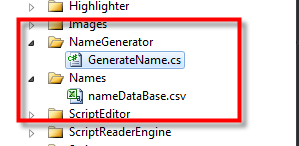 Highlighter
Images
NameGenerator
GenerateName.cs
Names
nameDataBase.csv
ScriptEditor
ScriptReaderEngine